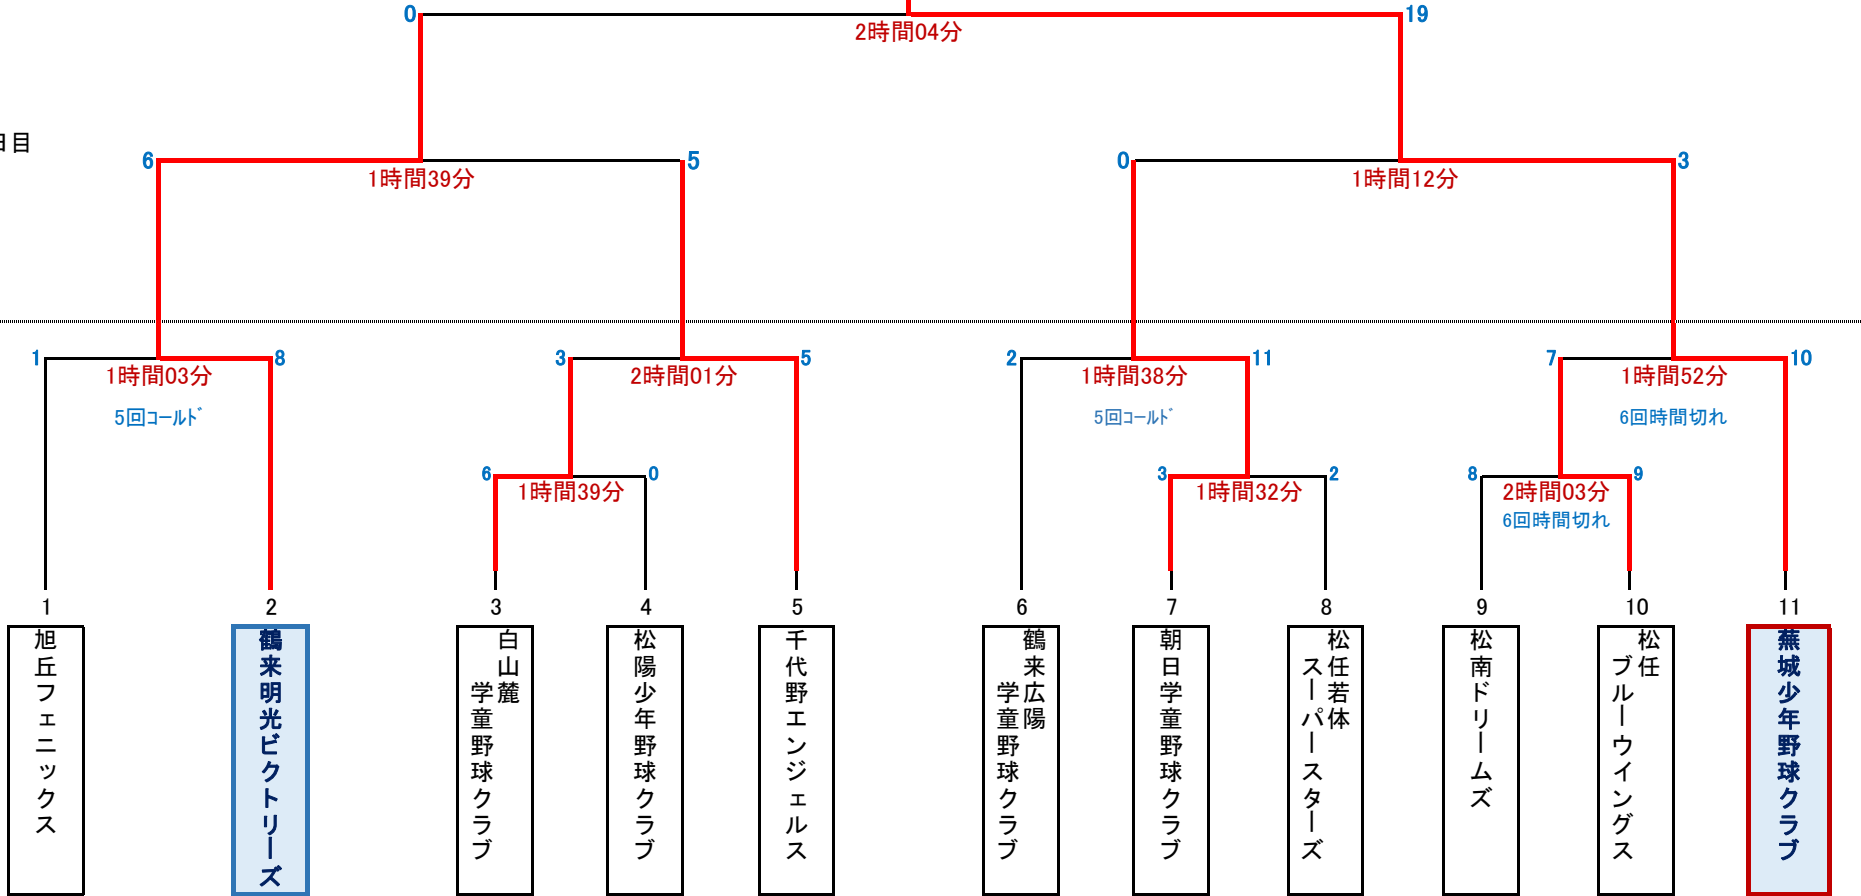 0
19
2時間04分
日目
6
5
0
3
1時間39分
1時間12分
1
8
3
5
2
11
7
10
1時間03分
2時間01分
1時間38分
1時間52分
5回コールド
5回コールド
6回時間切れ
6
0
3
2
8
9
1時間39分
1時間32分
2時間03分
6回時間切れ
1
2
3
4
5
6
7
8
9
10
11
旭丘フェニックス
鶴来明光ビクトリーズ
白山麓
学童野球クラブ
松陽少年野球クラブ
千代野エンジェルス
鶴来広陽
学童野球クラブ
朝日学童野球クラブ
松任若体
スーパースターズ
松南ドリームズ
松任
ブルーウイングス
蕪城少年野球クラブ